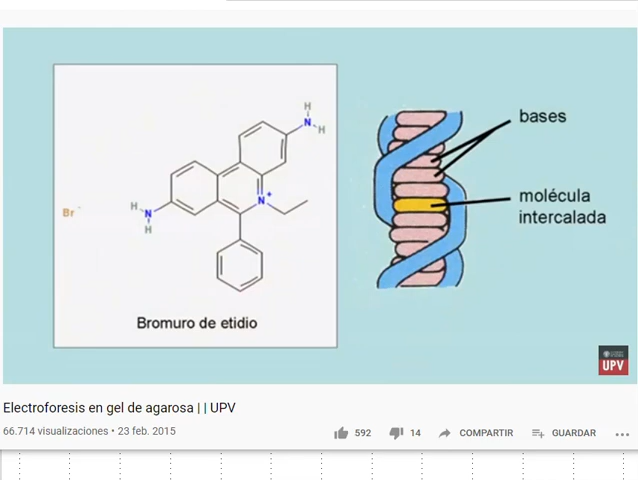 H
N
H
bases
molécula
intercalada
Br -
H
N
H
N +
Bromuro de etidio
UPV
Electroforesis en gel de agarosa | | UPV
66.714 visualizaciones • 23 feb. 2015
592
14
COMPARTIR
GUARDAR